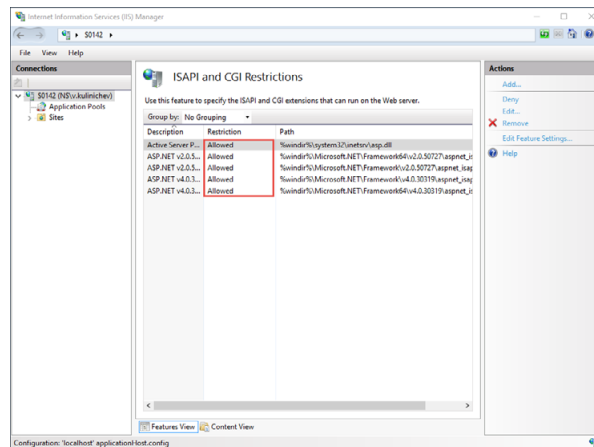 Internet Information Services (IIS) Manager
S0142
File View Help
Connections
S0142 (NS\v.kulinichev)
Application Pools
Sites
ISAPI and CGI Restrictions
Use this feature to specify the ISAPI and CGI extensions that can run on the Web server.
Group by: No Grouping
Description Restriction Path
Active Server P... Allowed %windir%\system32\inetsrv\asp.dll
ASP.NET v2.0.5... Allowed %windir%\Microsoft.NET\Framework64\v2.0.50727\aspnet_is
ASP.NET v2.0.5... Allowed %windir%\Microsoft.NET\Framework\v2.0.50727\aspnet_isap
ASP.NET v4.0.3... Allowed %windir%\Microsoft.NET\Framework\v4.0.30319\aspnet_isap
ASP.NET v4.0.3... Allowed %windir%\Microsoft.NET\Framework64\v4.0.30319\aspnet_is
Features View Content View
Actions
Add...
Deny
Edit...
Remove
Edit Feature Settings...
Help
Configuration: 'localhost' applicationHost.config